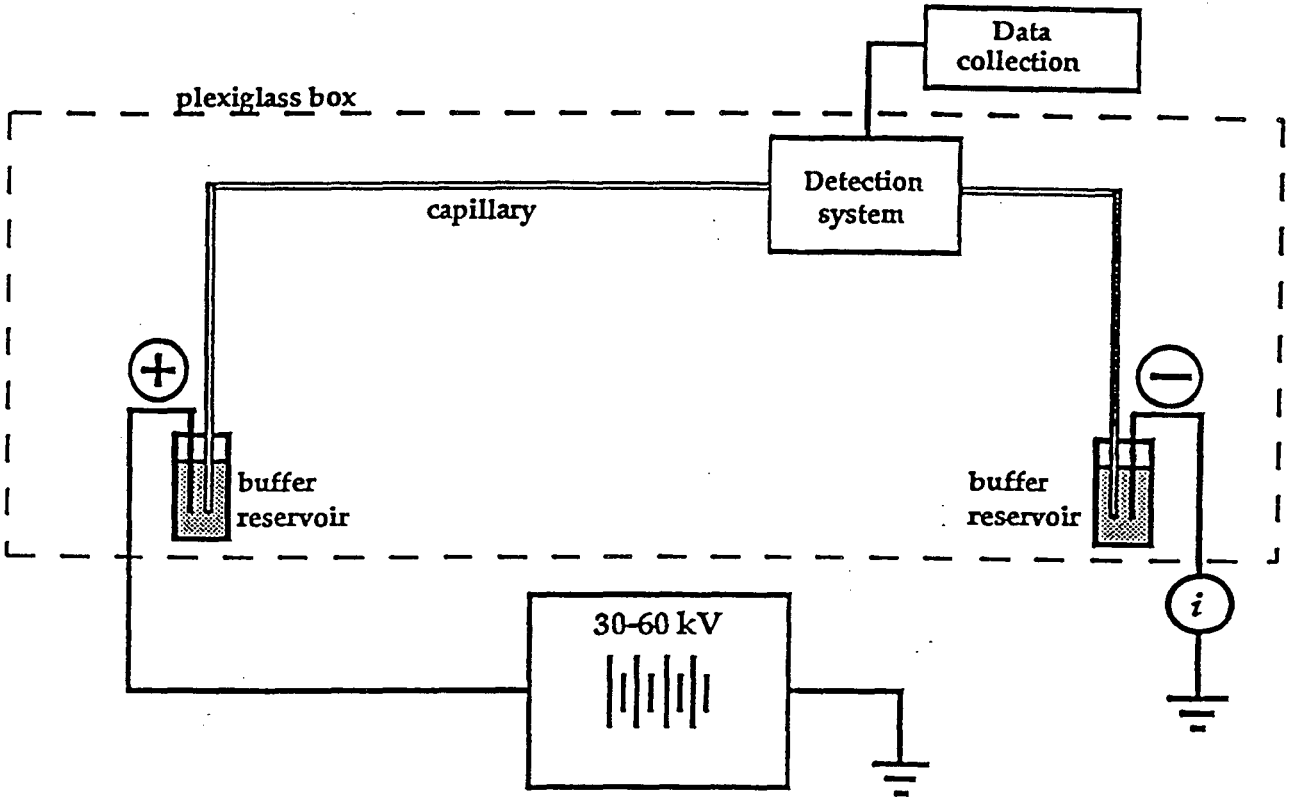 Data
collection
plexiglass box
Detection
system
capillary
+
−
buffer
reservoir
buffer
reservoir
i
30-60 kV